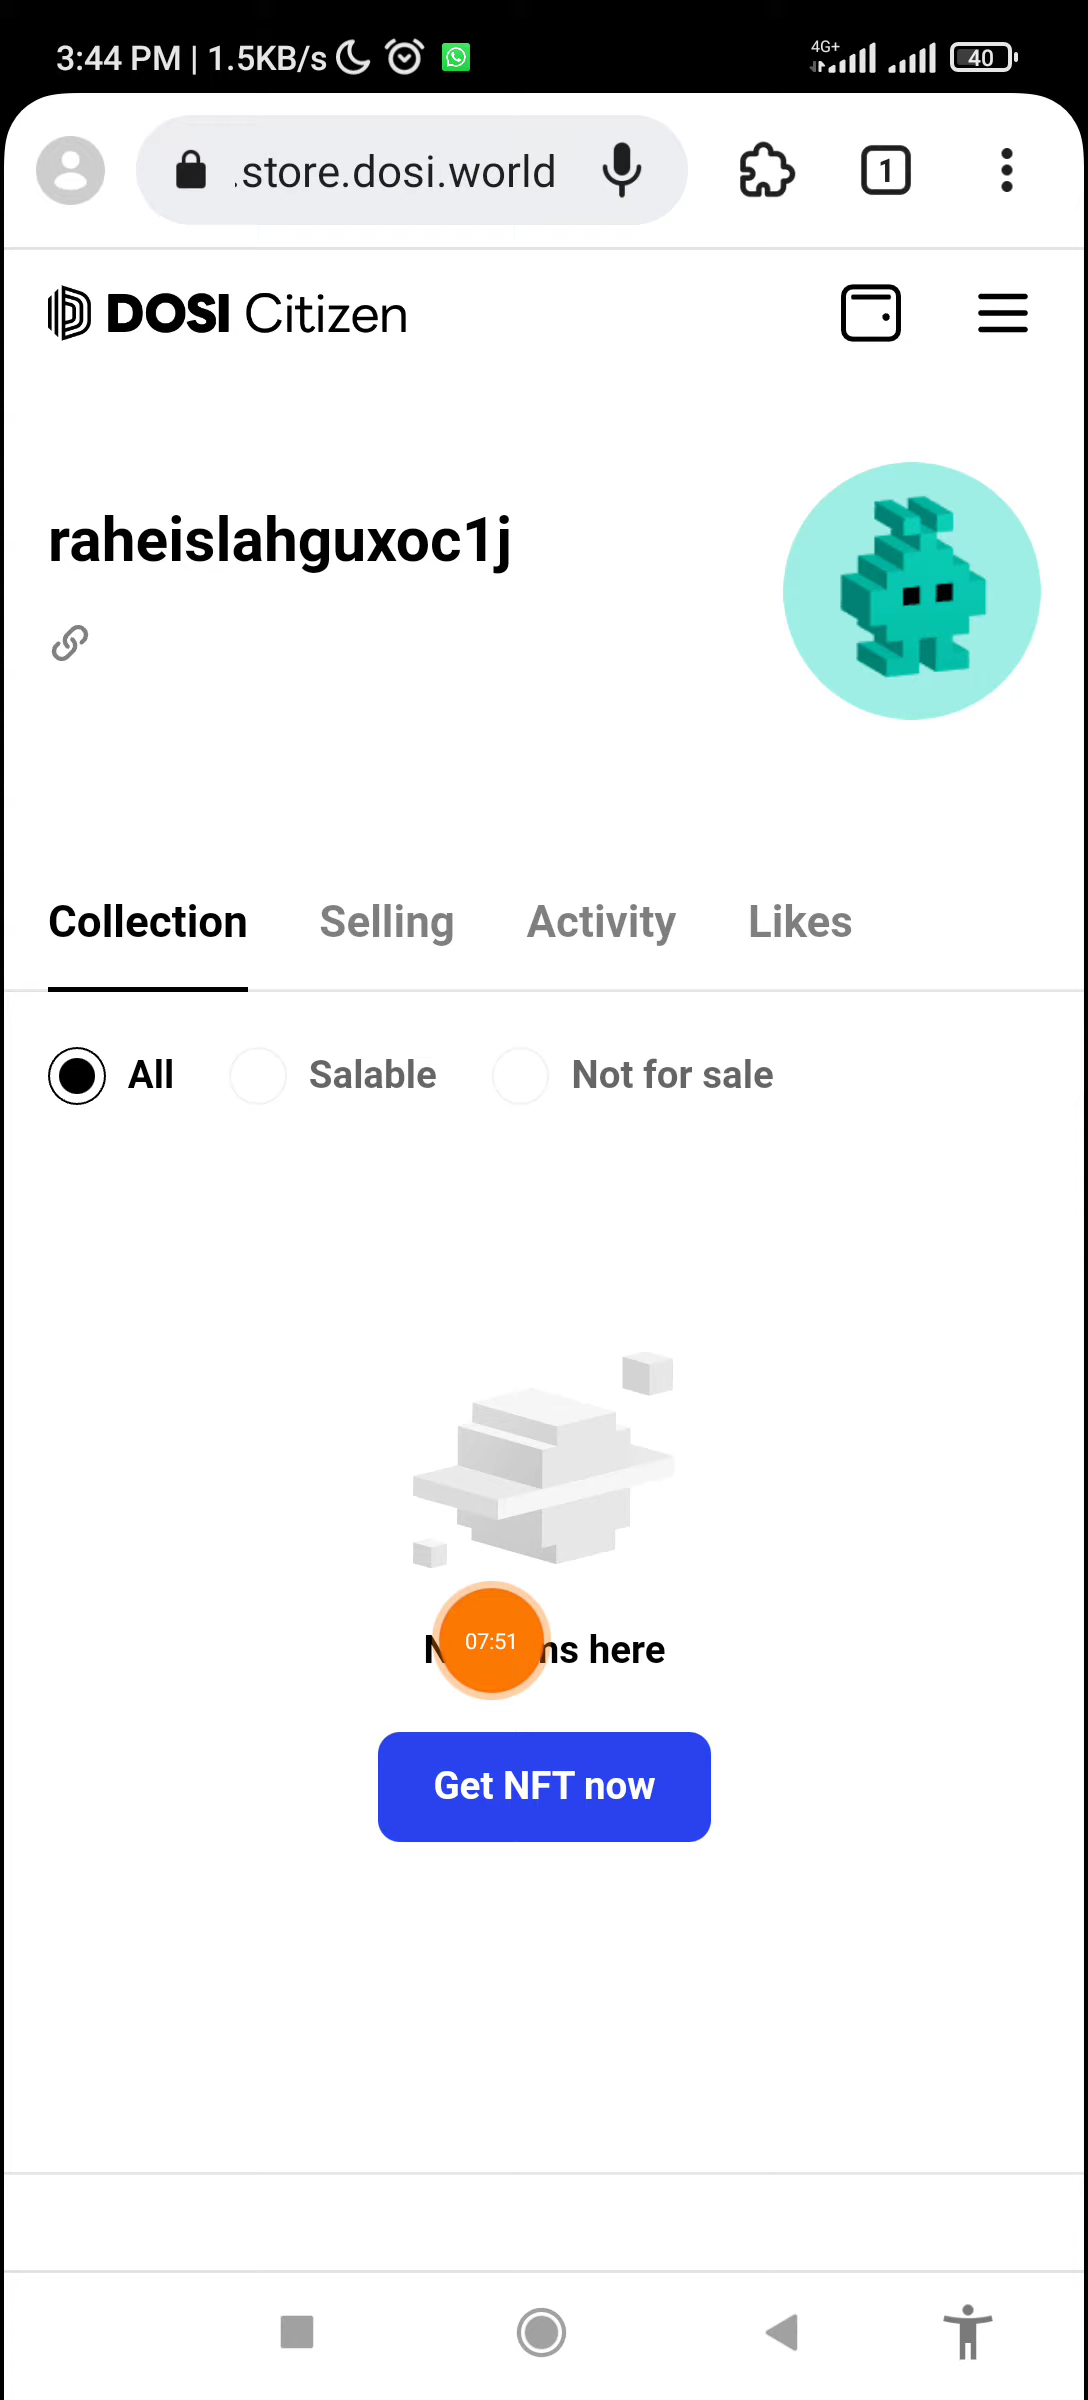 3:44 PM | 1.5KB/s
4G+
40
.store.dosi.world
1
DOSI Citizen
raheislahguxoc1j
Collection Selling Activity Likes
All Salable Not for sale
07:51
here
Get NFT now